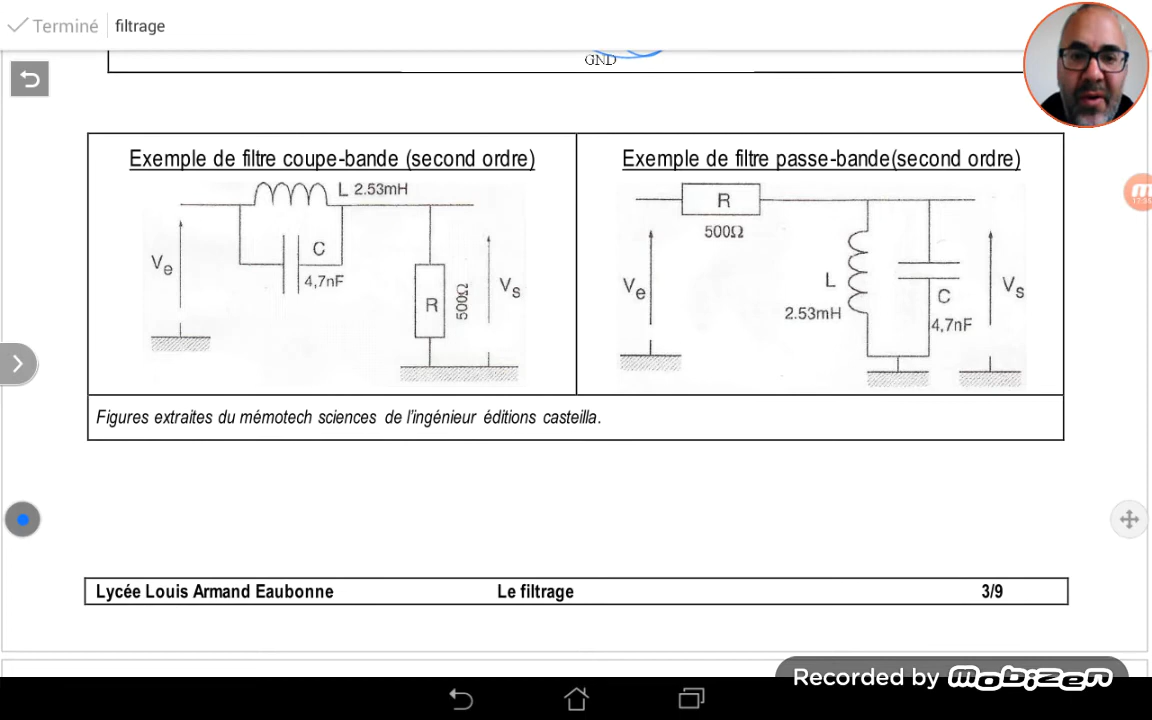 Terminé filtrage
GND
Exemple de filtre coupe-bande (second ordre)
L 2.53mH
C
4,7nF
Ve
R
500Ω
Vs
Exemple de filtre passe-bande(second ordre)
R
500Ω
Ve
L
2.53mH
C
4,7nF
Vs
Figures extraites du mémotech sciences de l'ingénieur éditions casteilla.
Lycée Louis Armand Eaubonne Le filtrage 3/9
Recorded by mobizen